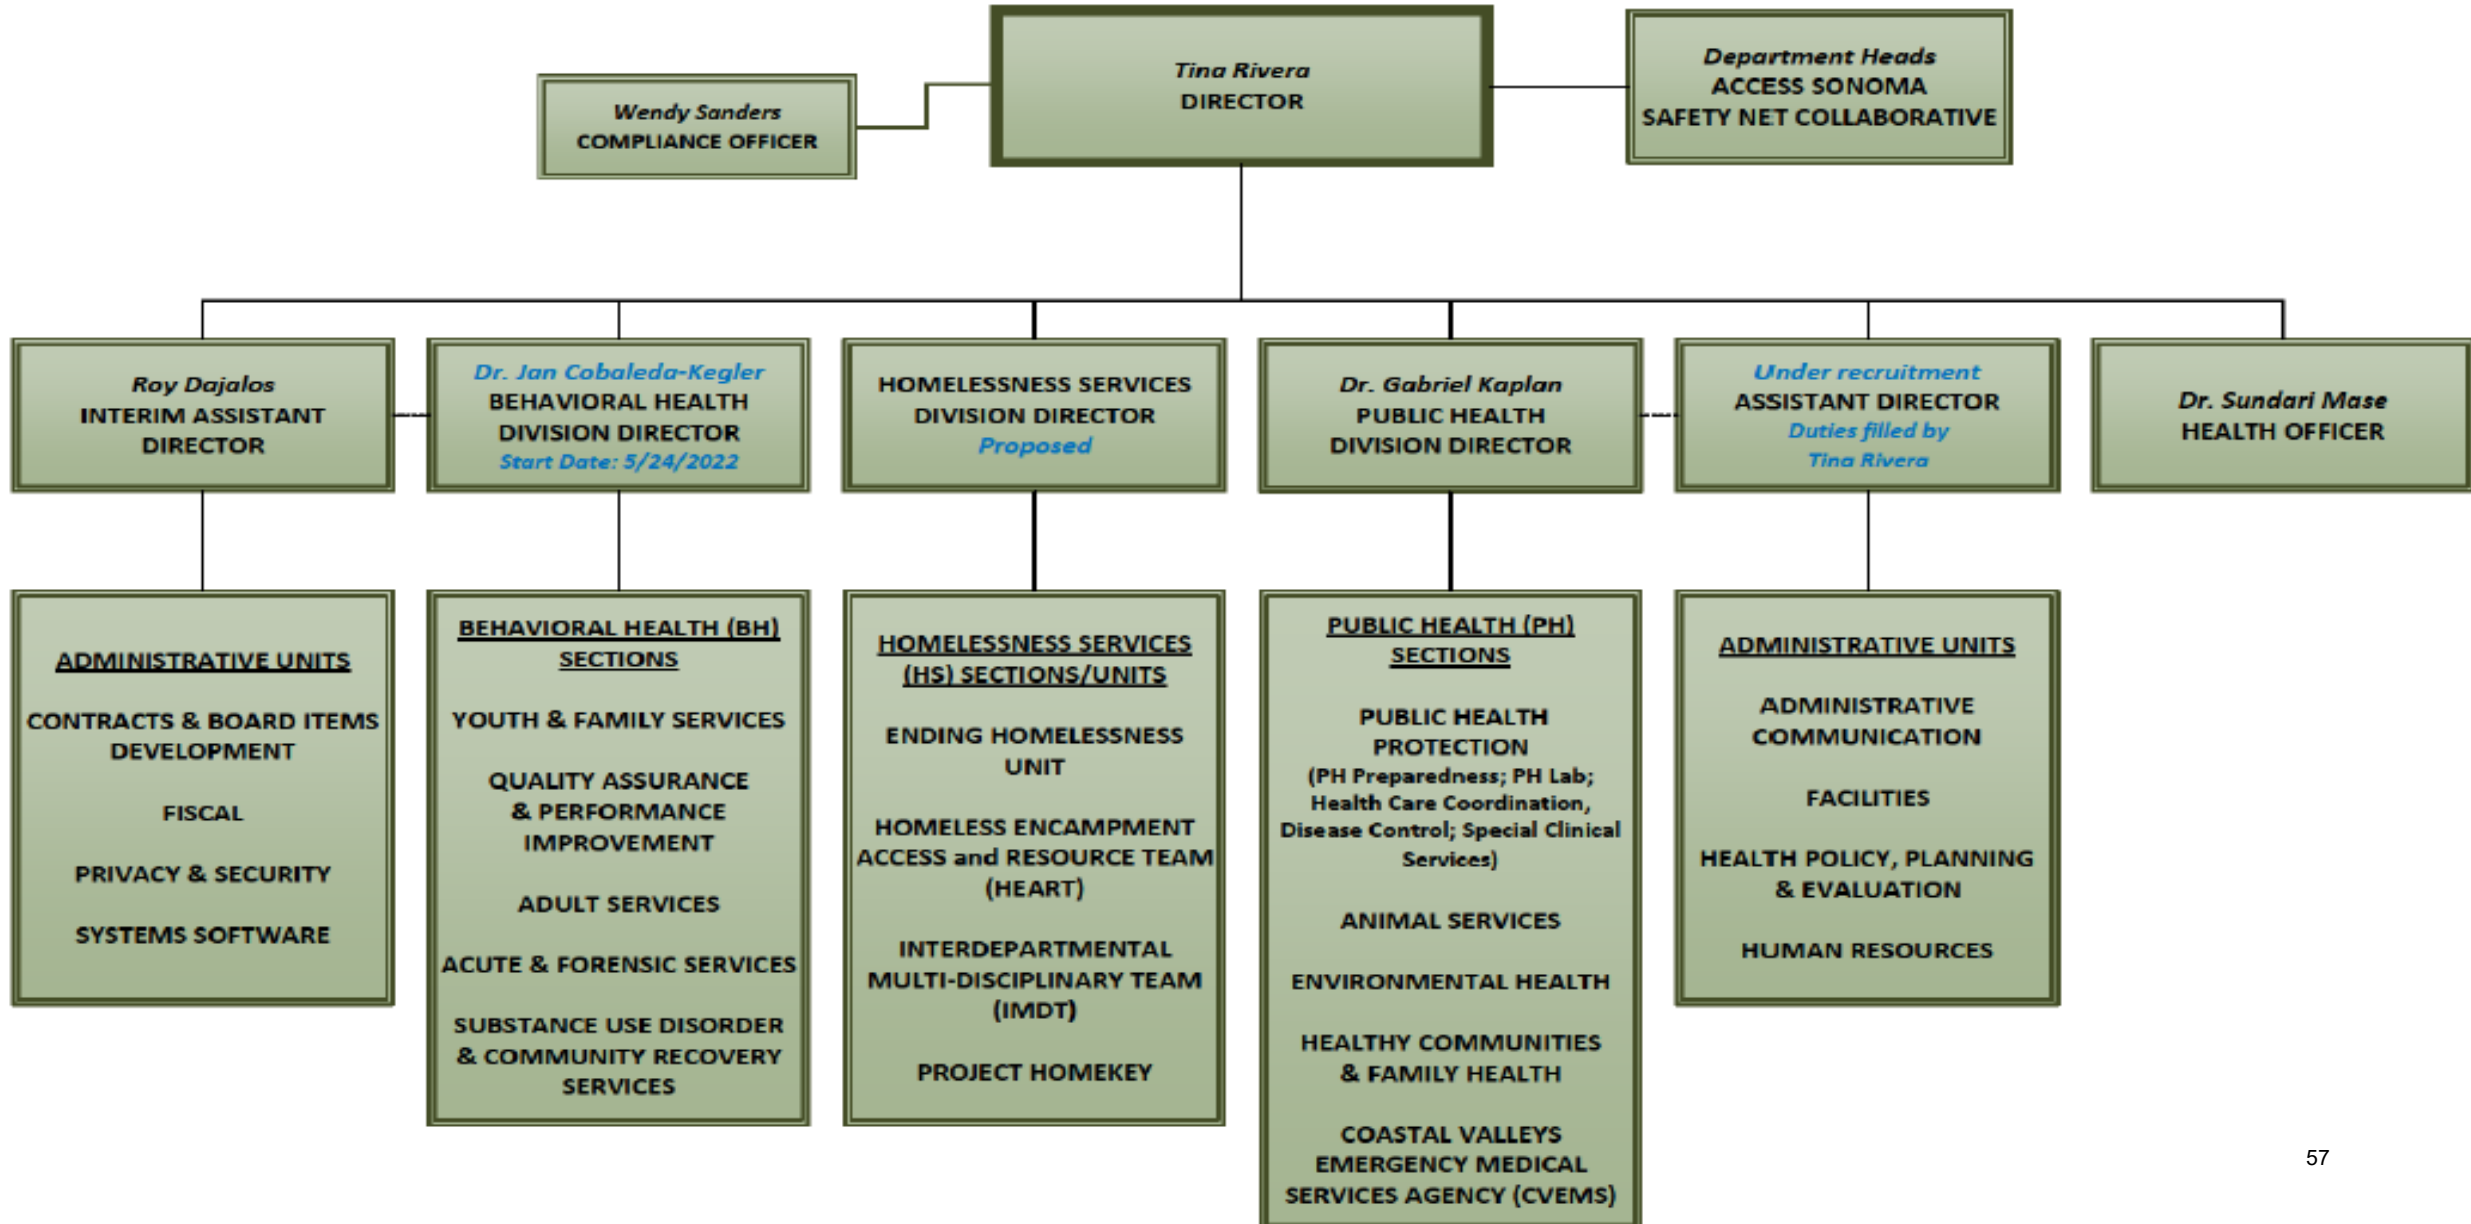 Tina Rivera
DIRECTOR
Wendy Sanders
COMPLIANCE OFFICER
Department Heads
ACCESS SONOMA
SAFETY NET COLLABORATIVE
Roy Dajalos
INTERIM ASSISTANT
DIRECTOR
Dr. Jan Cobaleda-Kegler
BEHAVIORAL HEALTH
DIVISION DIRECTOR
Start Date: 5/24/2022
HOMELESSNESS SERVICES
DIVISION DIRECTOR
Proposed
Dr. Gabriel Kaplan
PUBLIC HEALTH
DIVISION DIRECTOR
Under recruitment
ASSISTANT DIRECTOR
Duties filled by
Tina Rivera
Dr. Sundari Mase
HEALTH OFFICER
ADMINISTRATIVE UNITS
CONTRACTS & BOARD ITEMS
DEVELOPMENT
FISCAL
PRIVACY & SECURITY
SYSTEMS SOFTWARE
BEHAVIORAL HEALTH (BH)
SECTIONS
YOUTH & FAMILY SERVICES
QUALITY ASSURANCE
& PERFORMANCE
IMPROVEMENT
ADULT SERVICES
ACUTE & FORENSIC SERVICES
SUBSTANCE USE DISORDER
& COMMUNITY RECOVERY
SERVICES
HOMELESSNESS SERVICES
(HS) SECTIONS/UNITS
ENDING HOMELESSNESS
UNIT
HOMELESS ENCAMPMENT
ACCESS and RESOURCE TEAM
(HEART)
INTERDEPARTMENTAL
MULTI-DISCIPLINARY TEAM
(IMDT)
PROJECT HOMEKEY
PUBLIC HEALTH (PH)
SECTIONS
PUBLIC HEALTH
PROTECTION
(PH Preparedness; PH Lab;
Health Care Coordination,
Disease Control; Special Clinical
Services)
ANIMAL SERVICES
ENVIRONMENTAL HEALTH
HEALTHY COMMUNITIES
& FAMILY HEALTH
COASTAL VALLEYS
EMERGENCY MEDICAL
SERVICES AGENCY (CVEMS)
ADMINISTRATIVE UNITS
ADMINISTRATIVE
COMMUNICATION
FACILITIES
HEALTH POLICY, PLANNING
& EVALUATION
HUMAN RESOURCES
57